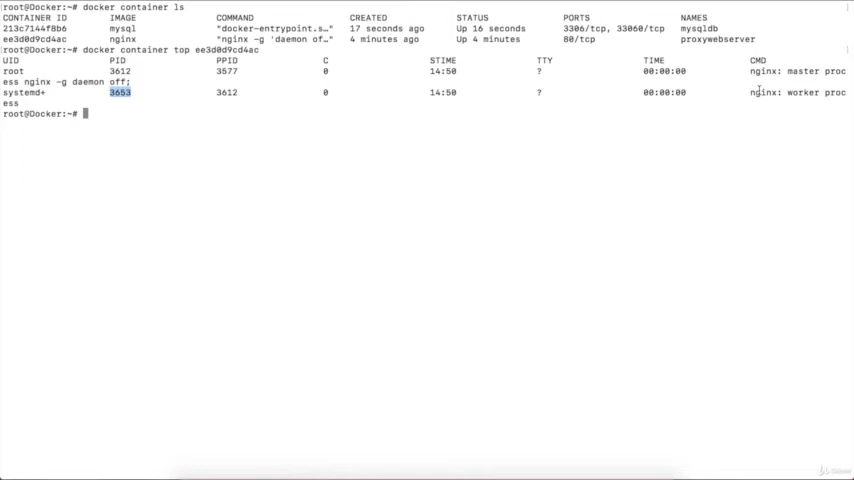 root@Docker:~# docker container ls
CONTAINER ID IMAGE COMMAND CREATED STATUS PORTS NAMES
213c7144f8b6 mysql "docker-entrypoint.s…" 17 seconds ago Up 16 seconds 3306/tcp, 33060/tcp mysqldb
ee3d0d9cd4ac nginx "nginx -g 'daemon of…" 4 minutes ago Up 4 minutes 80/tcp proxywebserver
root@Docker:~# docker container top ee3d0d9cd4ac
UID PID PPID C STIME TTY TIME CMD
root 3612 3577 0 14:50 ? 00:00:00 nginx: master proc
ess nginx -g daemon off;
systemd+ 3653 3612 0 14:50 ? 00:00:00 nginx: worker proc
ess
root@Docker:~#